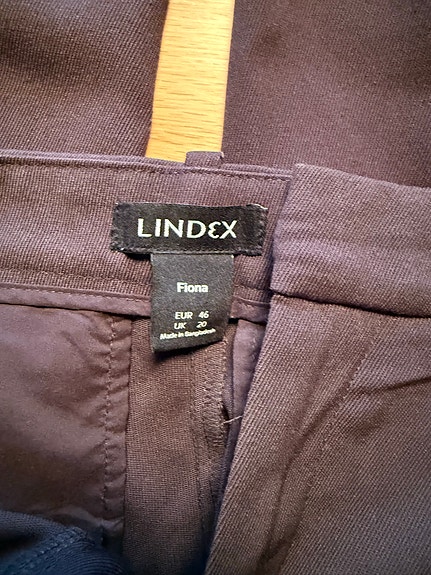 LINDEX
Fiona
EUR 46
UK 20
Made in Bangladesh